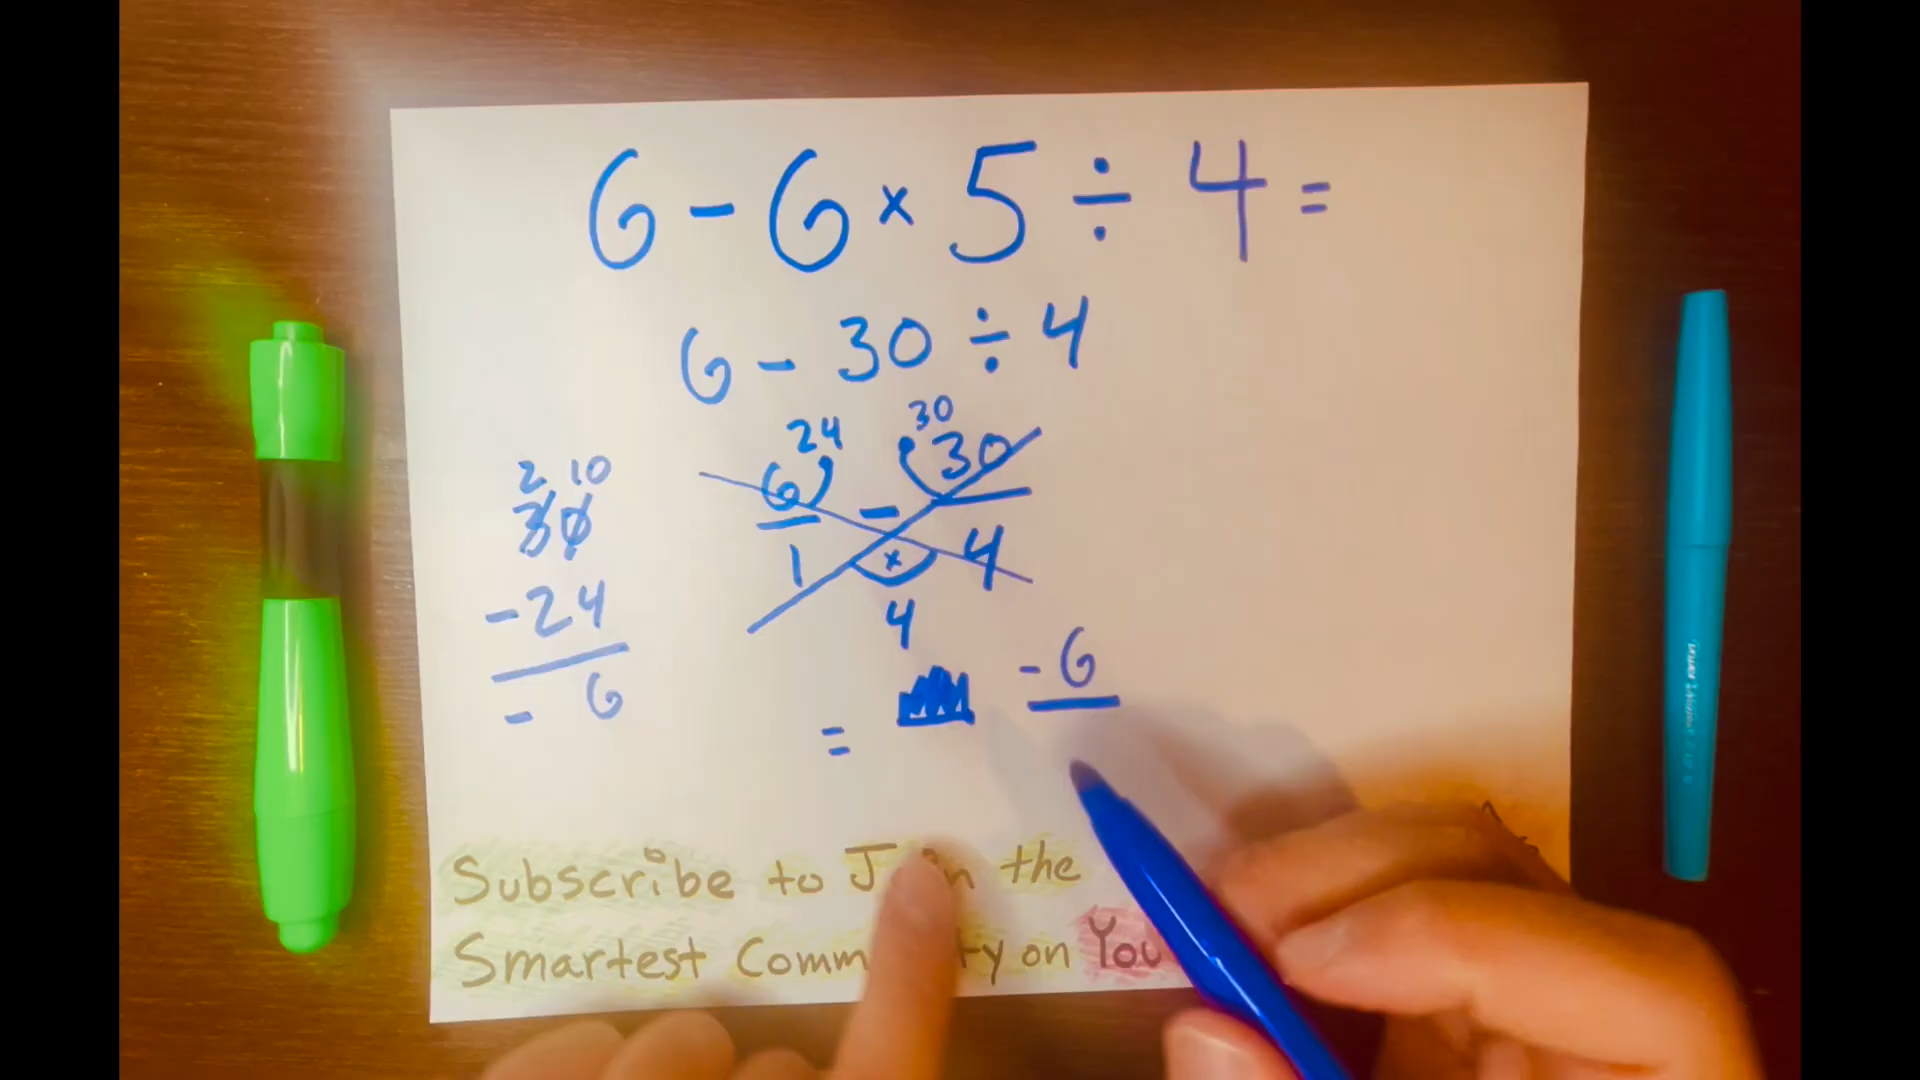 6 - 6 × 5 ÷ 4 =
6 - 30 ÷ 4
24 30
6 - 30
1 × 4
4
2 10
30
-24
- 6
= -6
Subscribe to J n the
Smartest Comm ty on You